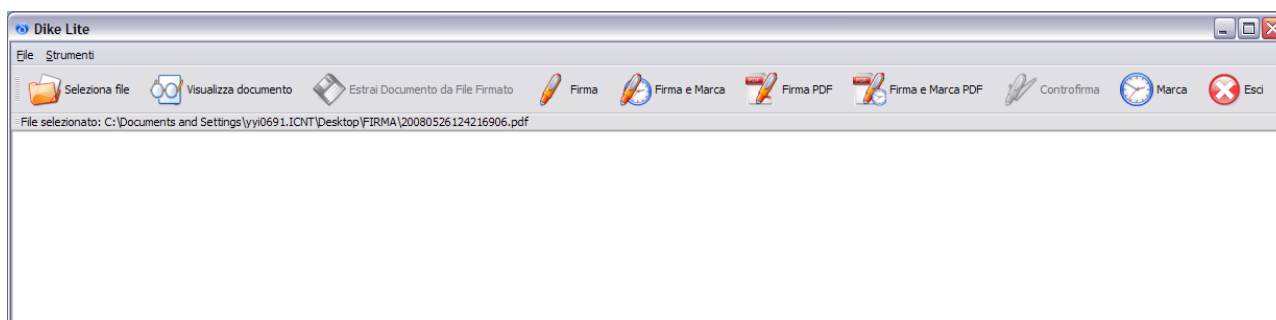 Dike Lite
File Strumenti
Seleziona file Visualizza documento Estrai Documento da File Firmato Firma Firma e Marca Firma PDF Firma e Marca PDF Controfirma Marca Esci
File selezionato: C:\Documents and Settings\yyi0691.ICNT\Desktop\FIRMA\20080526124216906.pdf